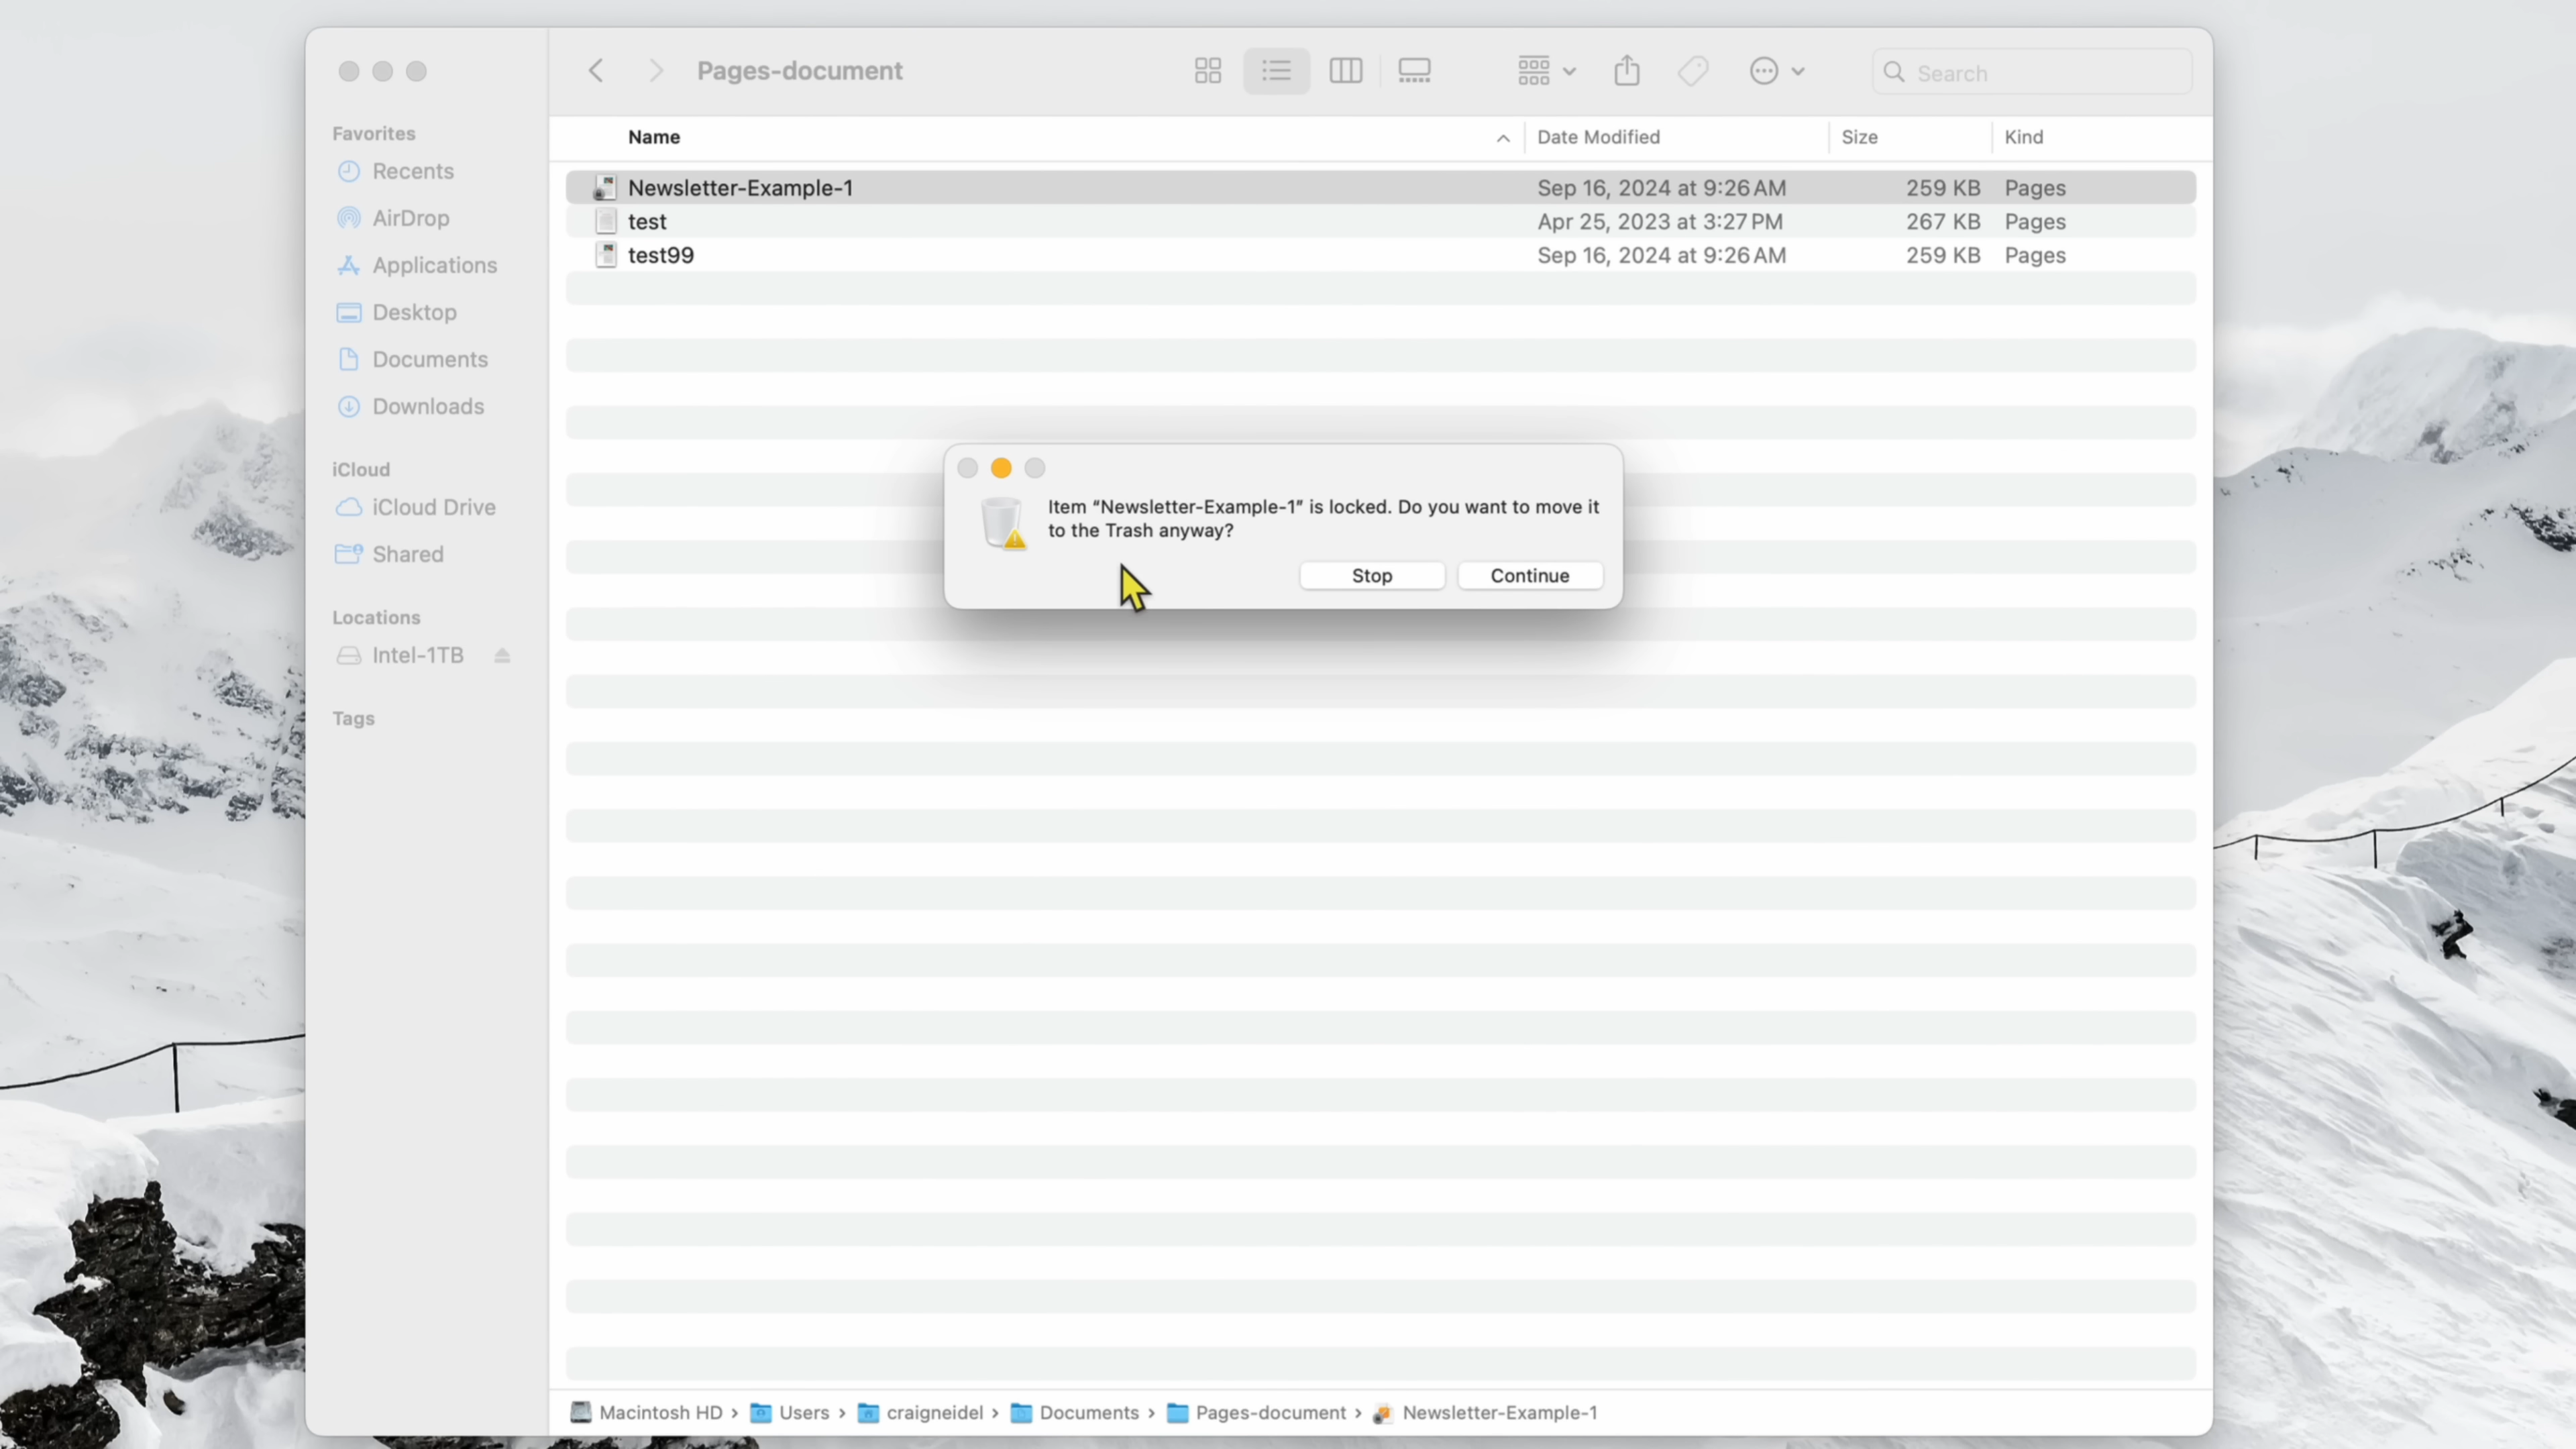 Pages-document
Search
Favorites
Recents
AirDrop
Applications
Desktop
Documents
Downloads
iCloud
iCloud Drive
Shared
Locations
Intel-1TB
Tags
Name Date Modified Size Kind
Newsletter-Example-1 Sep 16, 2024 at 9:26 AM 259 KB Pages
test Apr 25, 2023 at 3:27 PM 267 KB Pages
test99 Sep 16, 2024 at 9:26 AM 259 KB Pages
Item “Newsletter-Example-1” is locked. Do you want to move it
to the Trash anyway?
Stop Continue
Macintosh HD › Users › craigneidel › Documents › Pages-document › Newsletter-Example-1